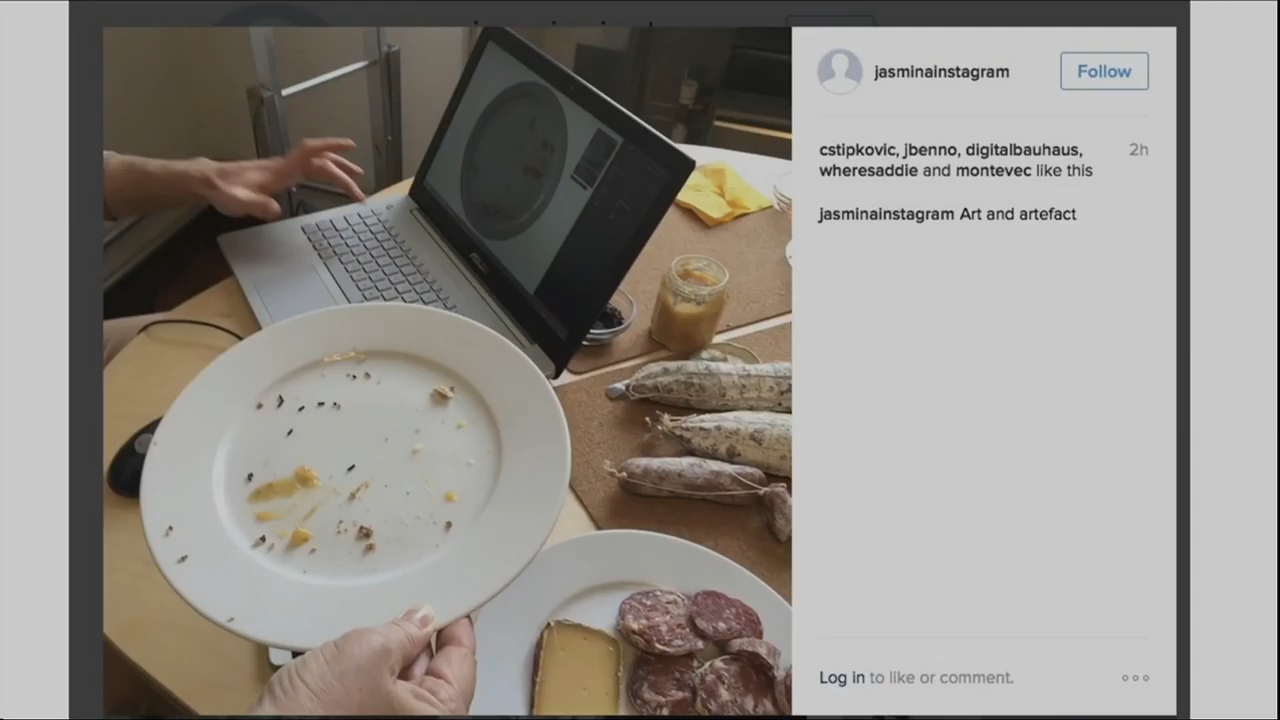 jasminainstagram
Follow
cstipkovic, jbenno, digitalbauhaus,
wheresaddie and montevec like this
2h
jasminainstagram Art and artefact
Log in to like or comment.